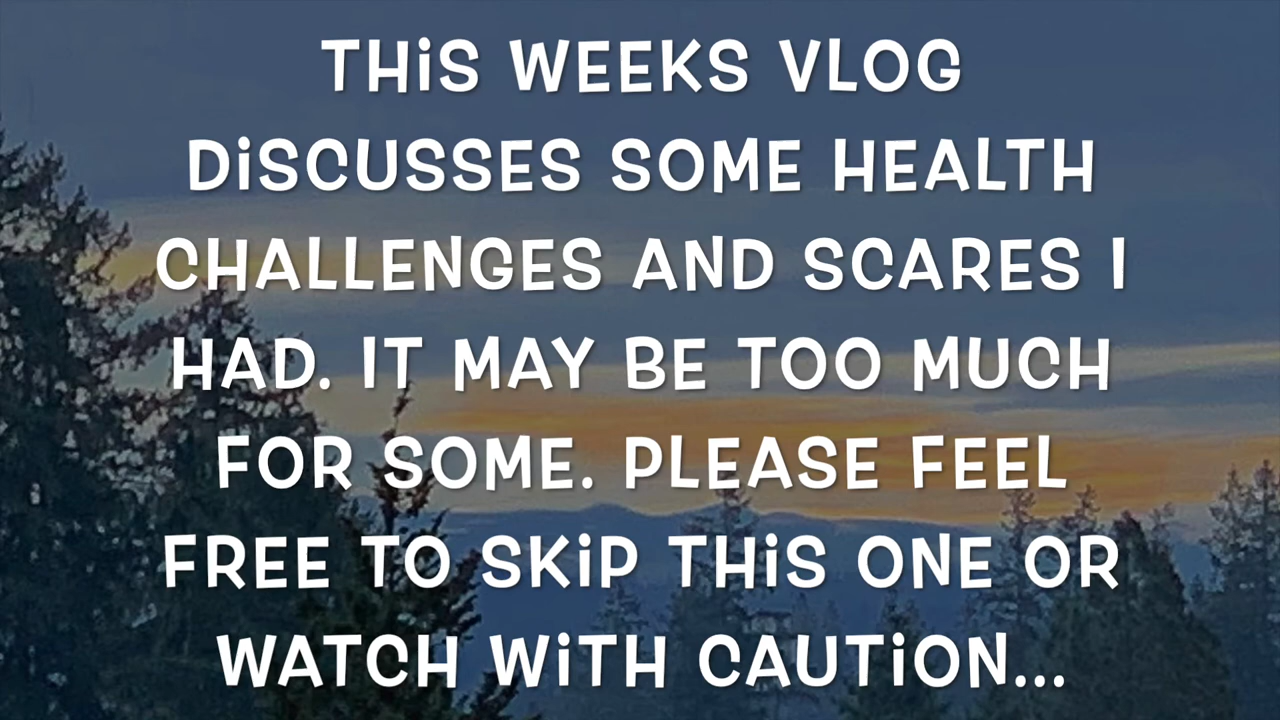 THiS WEEKS VLOG
DiSCUSSES SOME HEALTH
CHALLENGES AND SCARES I
HAD. IT MAY BE TOO MUCH
FOR SOME. PLEASE FEEL
FREE TO SKiP THiS ONE OR
WATCH WiTH CAUTiON...